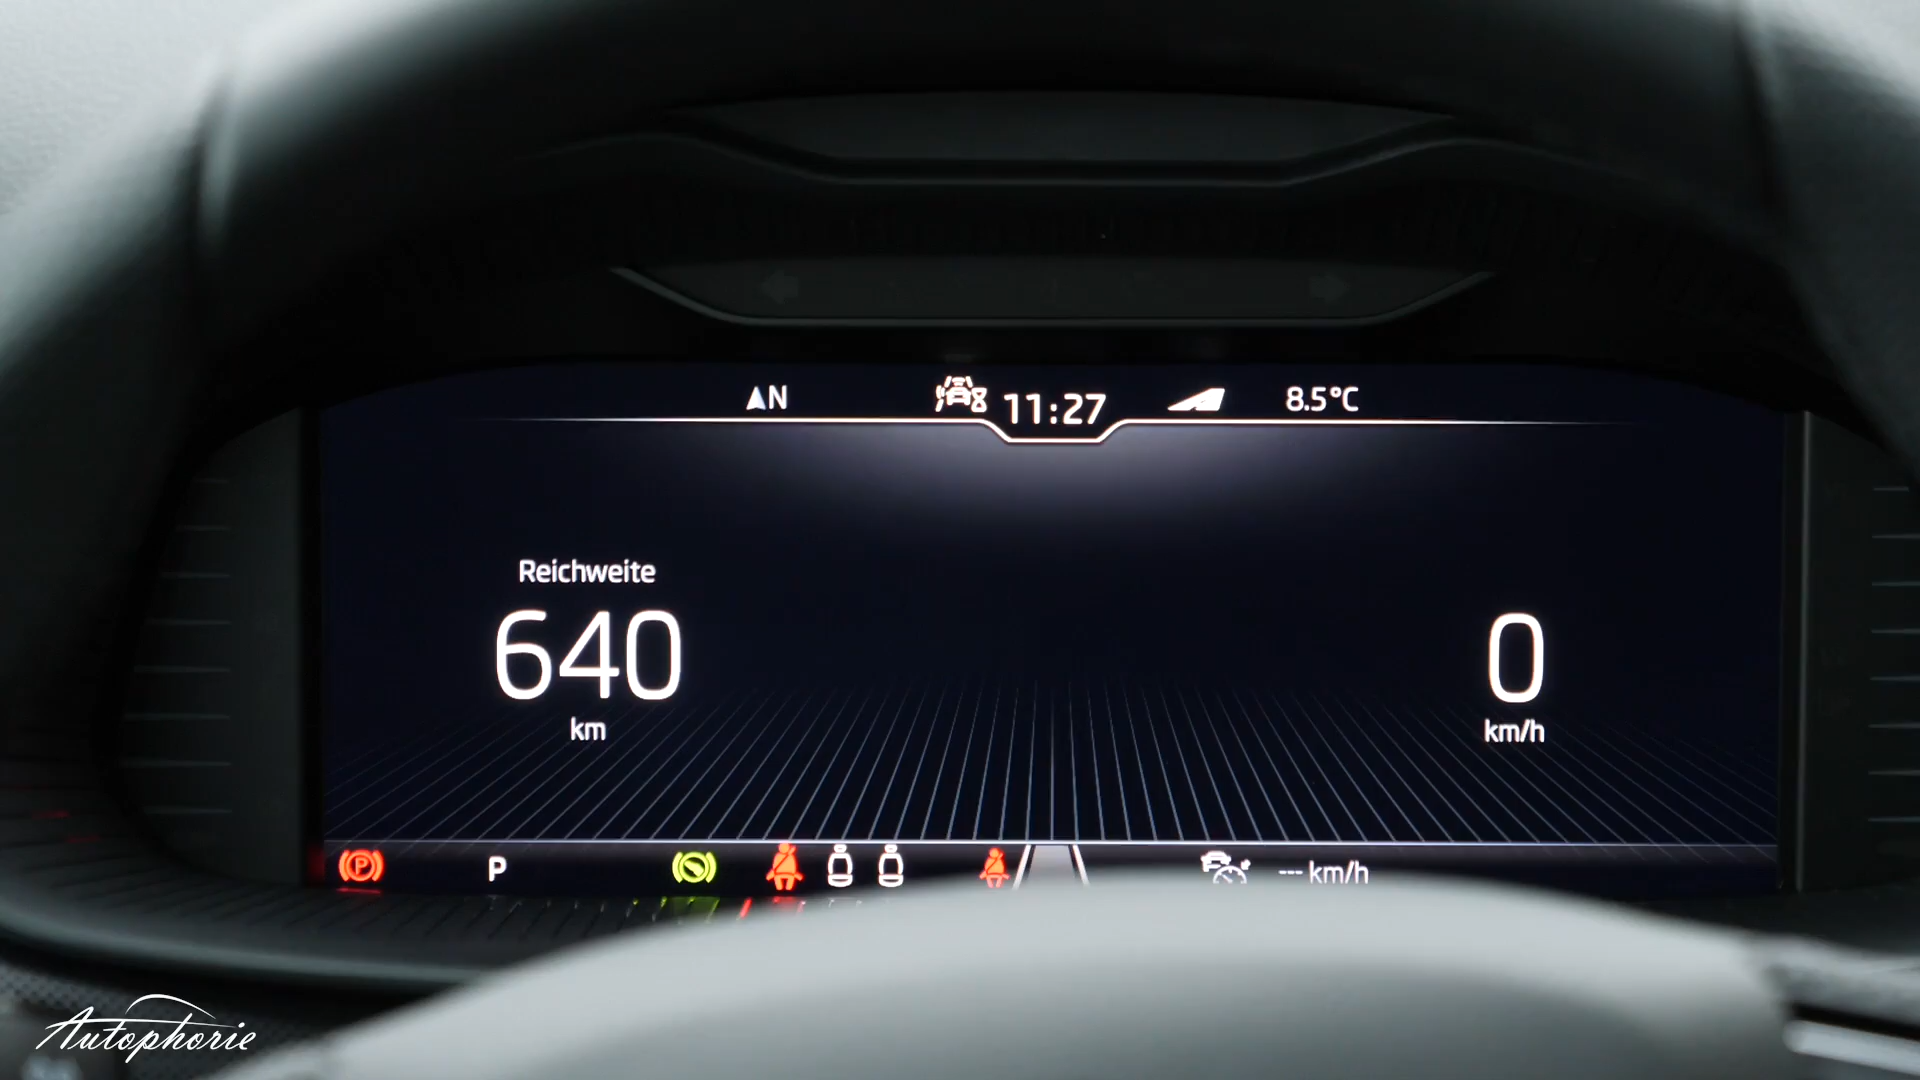 N 11:27 8.5°C
Reichweite
640
km
0
km/h
P P --- km/h
Autophorie